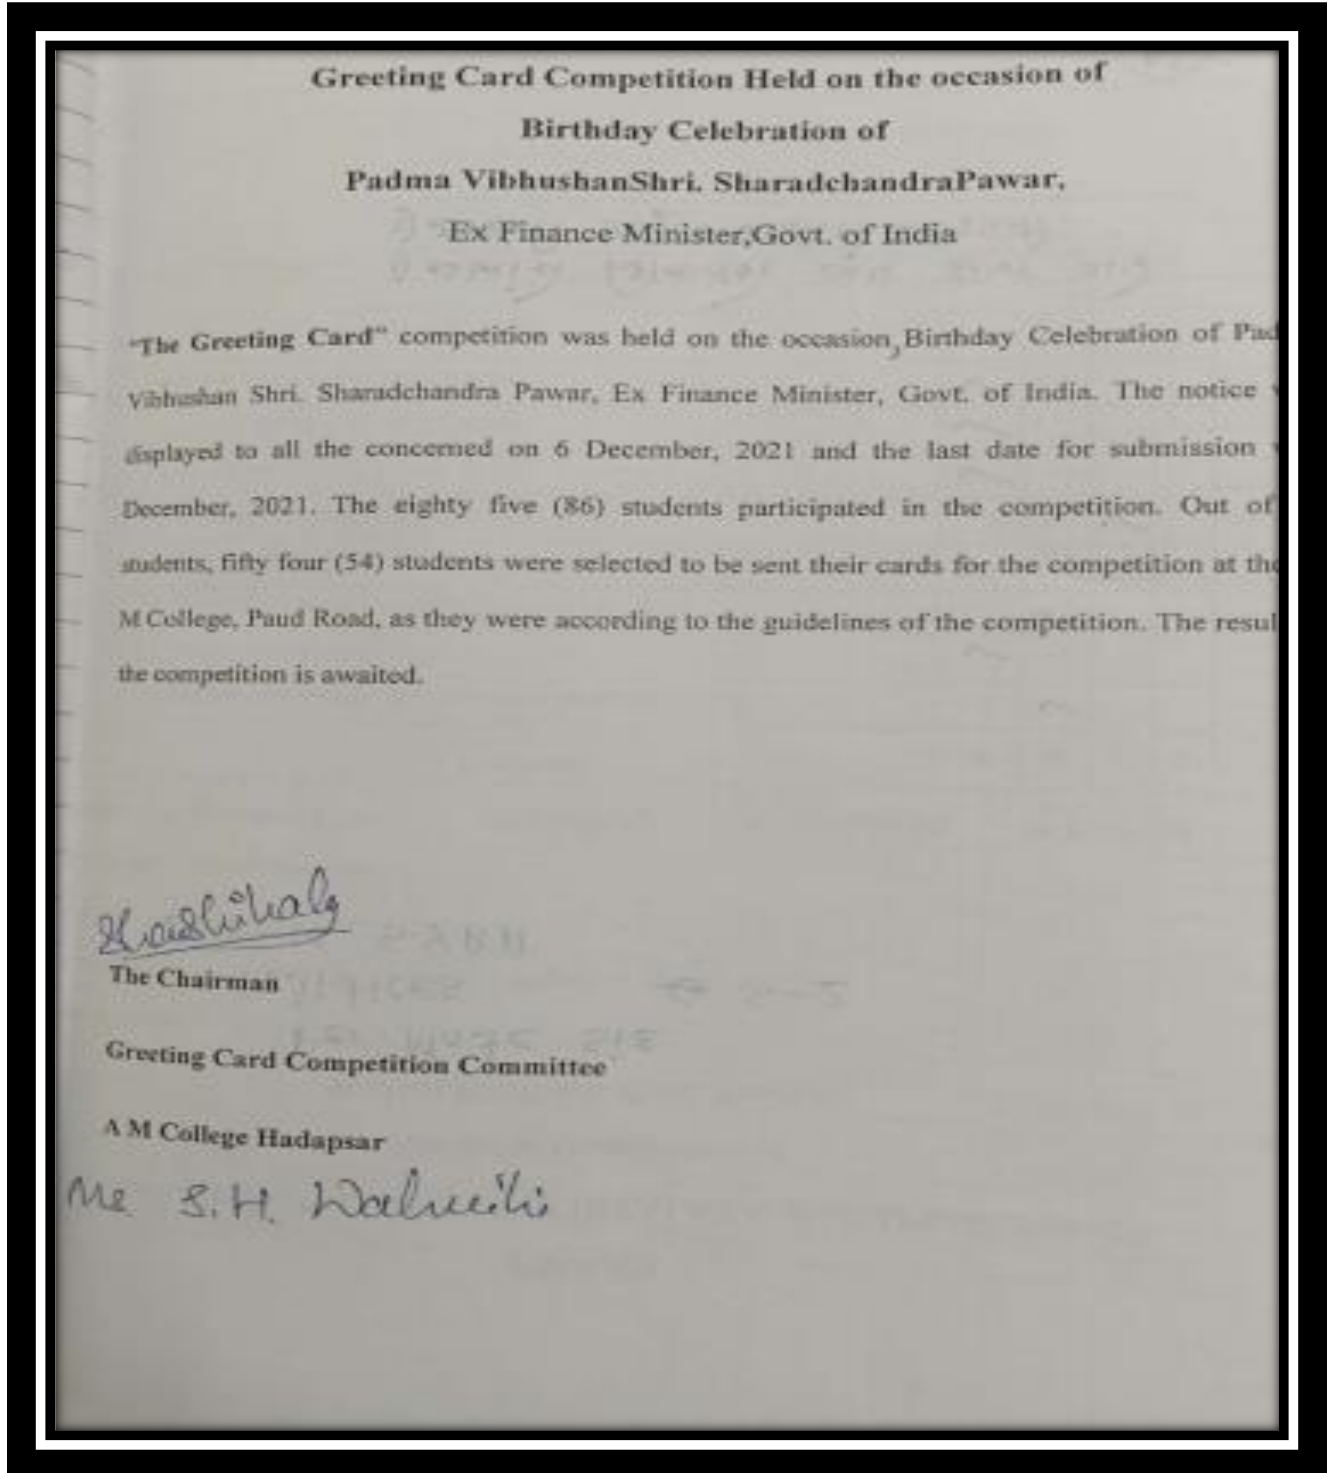 Greeting Card Competition Held on the occasion of
Birthday Celebration of
Padma VibhushanShri. SharadchandraPawar,
Ex Finance Minister,Govt. of India
"The Greeting Card" competition was held on the occasion, Birthday Celebration of Pad
Vibhushan Shri. Sharadchandra Pawar, Ex Finance Minister, Govt. of India. The notice
displayed to all the concerned on 6 December, 2021 and the last date for submission
December, 2021. The eighty five (86) students participated in the competition. Out of
students, fifty four (54) students were selected to be sent their cards for the competition at the
M College, Paud Road, as they were according to the guidelines of the competition. The resul
the competition is awaited.
The Chairman
Greeting Card Competition Committee
A M College Hadapsar
S.H.